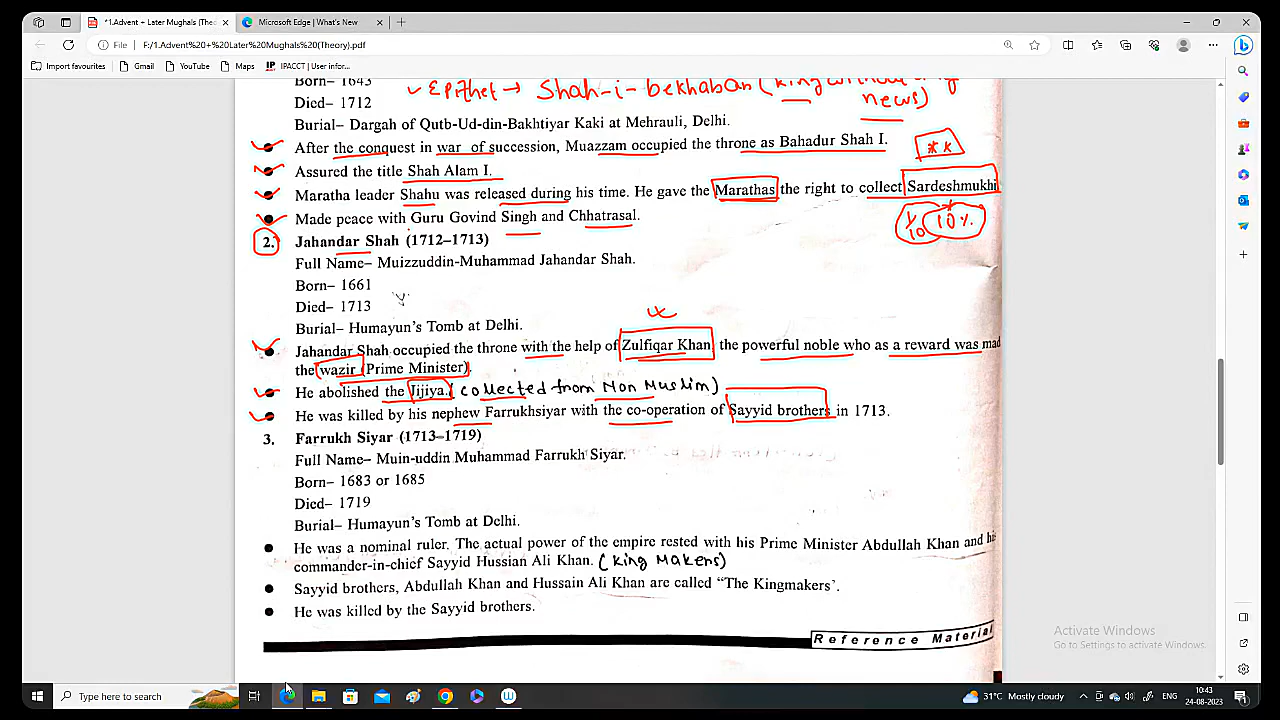 *1.Advent + Later Mughals (Theor
Microsoft Edge | What's New
File
F:/1.Advent%20+%20Later%20Mughals%20(Theory).pdf
Import favourites
Gmail
YouTube
Maps
IPACCT | User infor...
Born– 1643
Epithet → Shah-i-bekhaban (king without any
news)
Died– 1712
Burial– Dargah of Qutb-Ud-din-Bakhtiyar Kaki at Mehrauli, Delhi.
After the conquest in war of succession, Muazzam occupied the throne as Bahadur Shah I.
**
Assured the title Shah Alam I.
Maratha leader Shahu was released during his time. He gave the Marathas the right to collect Sardeshmukhi
Made peace with Guru Govind Singh and Chhatrasal.
1/10 10%
2. Jahandar Shah (1712–1713)
Full Name– Muizzuddin-Muhammad Jahandar Shah.
Born– 1661
Died– 1713
Burial– Humayun's Tomb at Delhi.
Jahandar Shah occupied the throne with the help of Zulfiqar Khan, the powerful noble who as a reward was mad
the wazir (Prime Minister).
He abolished the Jijiya. (collected from Non Muslim)
He was killed by his nephew Farrukhsiyar with the co-operation of Sayyid brothers in 1713.
3. Farrukh Siyar (1713–1719)
Full Name– Muin-uddin Muhammad Farrukh Siyar.
Born– 1683 or 1685
Died– 1719
Burial– Humayun's Tomb at Delhi.
He was a nominal ruler. The actual power of the empire rested with his Prime Minister Abdullah Khan and his
commander-in-chief Sayyid Hussian Ali Khan. (King Makers)
Sayyid brothers, Abdullah Khan and Hussain Ali Khan are called "The Kingmakers'.
He was killed by the Sayyid brothers.
Reference Material
Activate Windows
Go to Settings to activate Windows.
Type here to search
31°C Mostly cloudy
ENG
10:43
24-08-2023